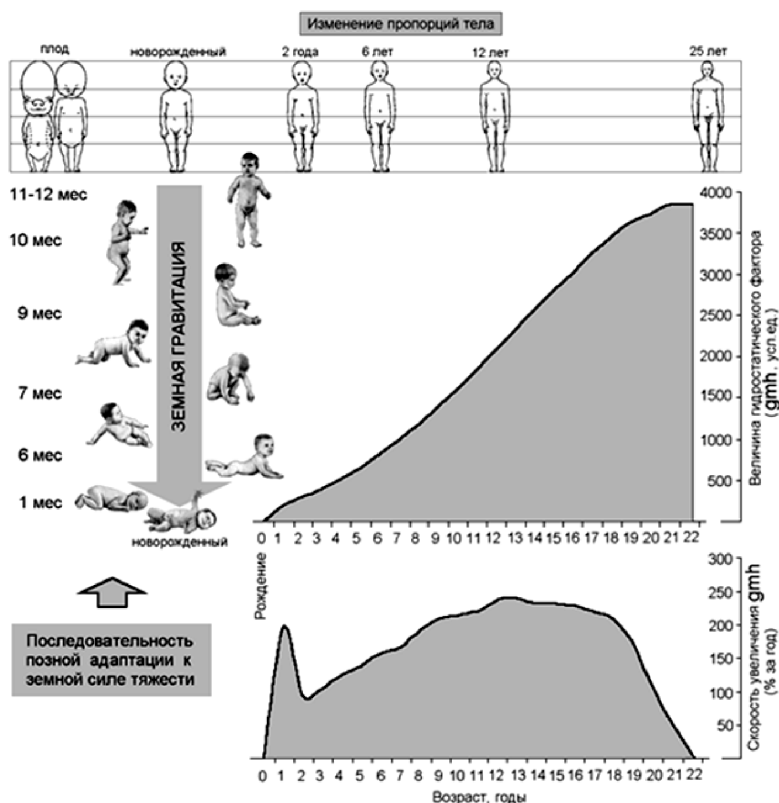 Изменение пропорций тела
плод
новорожденный
2 года
6 лет
12 лет
25 лет
11-12 мес
10 мес
9 мес
7 мес
6 мес
1 мес
ЗЕМНАЯ ГРАВИТАЦИЯ
новорожденный
Последовательность
позной адаптации к
земной силе тяжести
4000
3500
3000
2500
2000
1500
1000
500
Величина гидростатического фактора
(gmh, усл.ед.)
0 1 2 3 4 5 6 7 8 9 10 11 12 13 14 15 16 17 18 19 20 21 22
Рождение
300
250
200
150
100
50
Скорость увеличения gmh
(% за год)
0 1 2 3 4 5 6 7 8 9 10 11 12 13 14 15 16 17 18 19 20 21 22
Возраст, годы